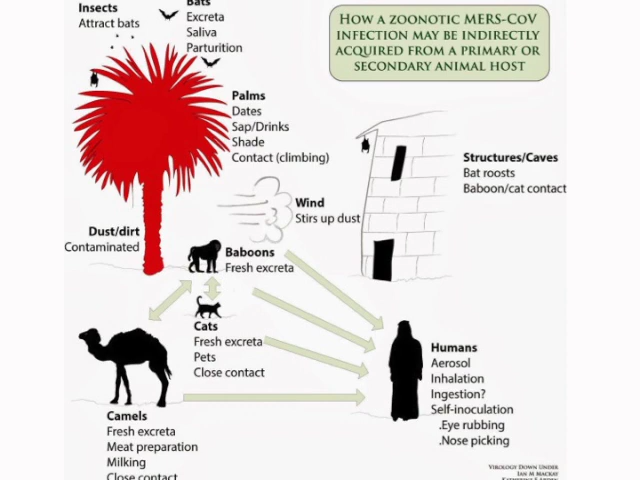 Insects
Attract bats
Bats
Excreta
Saliva
Parturition
How a zoonotic MERS-CoV
infection may be indirectly
acquired from a primary or
secondary animal host
Palms
Dates
Sap/Drinks
Shade
Contact (climbing)
Structures/Caves
Bat roosts
Baboon/cat contact
Wind
Stirs up dust
Dust/dirt
Contaminated
Baboons
Fresh excreta
Cats
Fresh excreta
Pets
Close contact
Humans
Aerosol
Inhalation
Ingestion?
Self-inoculation
.Eye rubbing
.Nose picking
Camels
Fresh excreta
Meat preparation
Milking
Close contact
Virology Down Under
Ian M Mackay